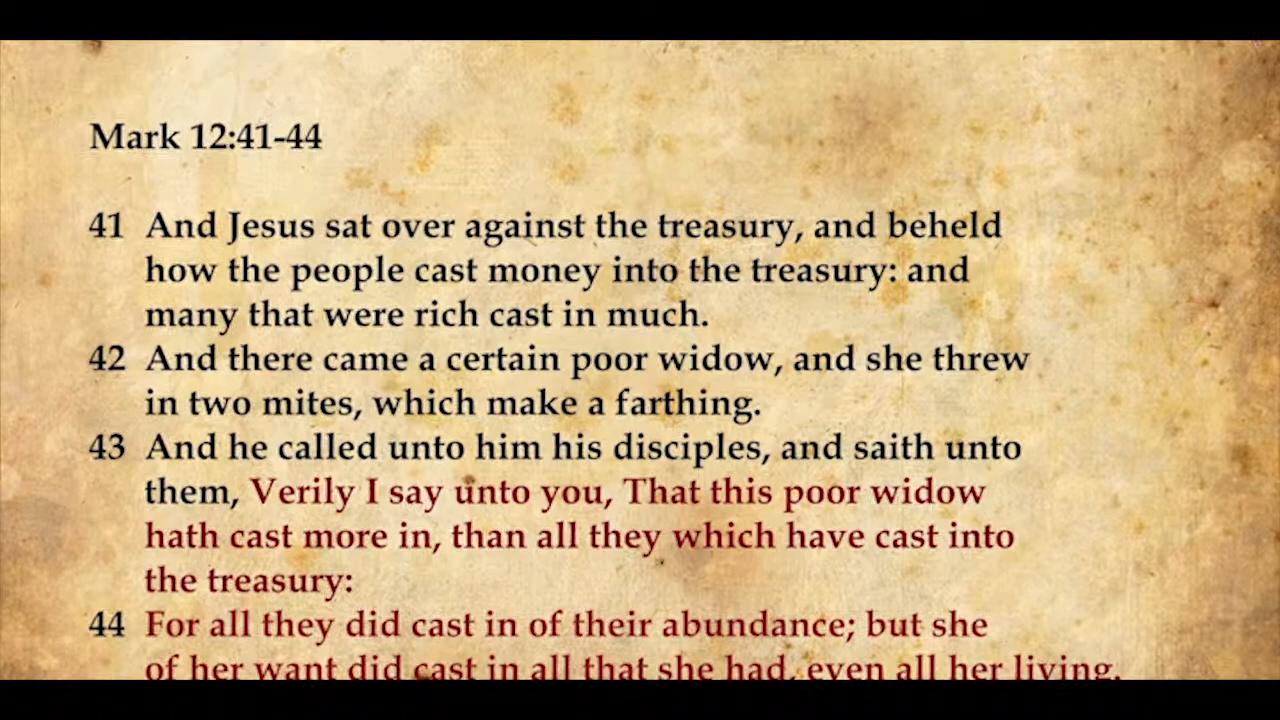 Mark 12:41-44
41 And Jesus sat over against the treasury, and beheld
how the people cast money into the treasury: and
many that were rich cast in much.
42 And there came a certain poor widow, and she threw
in two mites, which make a farthing.
43 And he called unto him his disciples, and saith unto
them, Verily I say unto you, That this poor widow
hath cast more in, than all they which have cast into
the treasury:
44 For all they did cast in of their abundance; but she
of her want did cast in all that she had, even all her living.